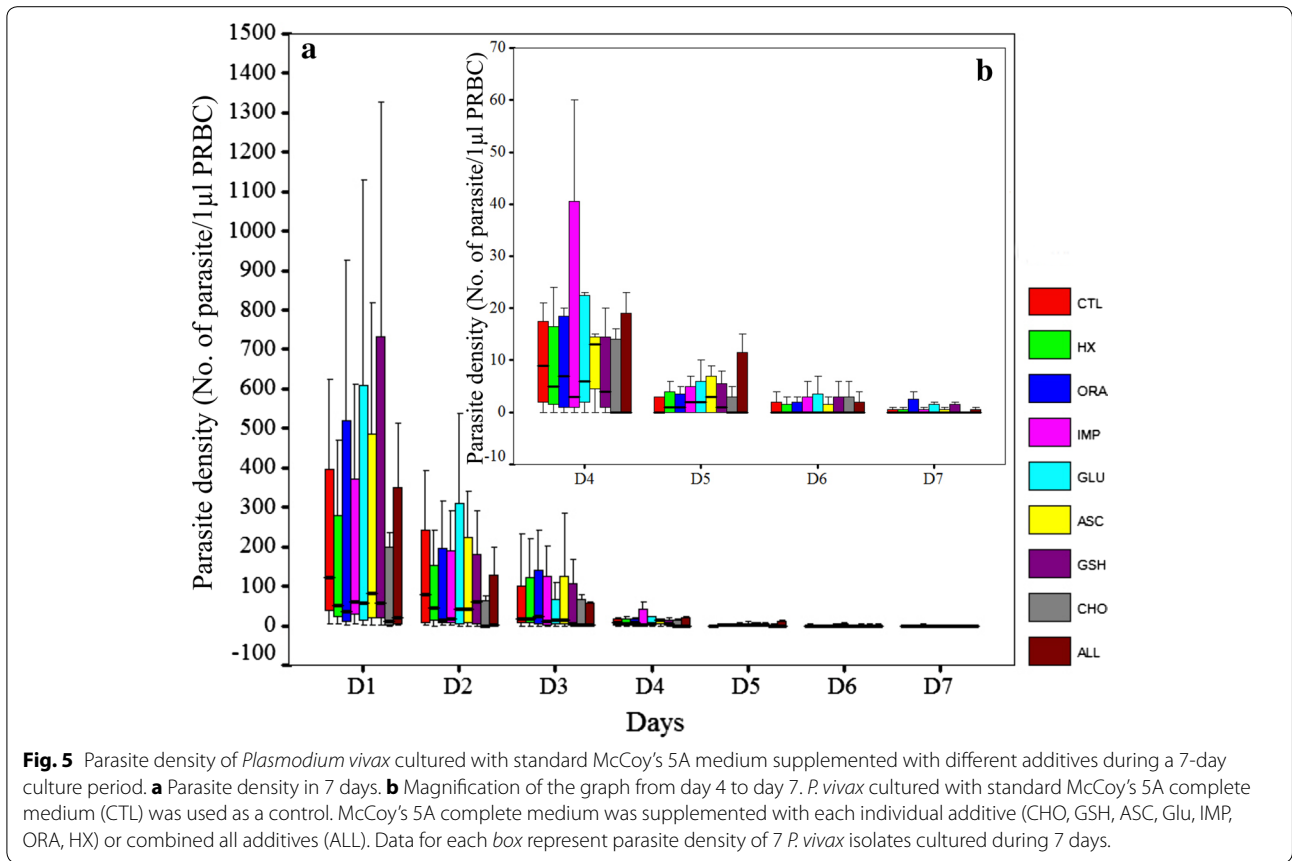 a
b
Parasite density (No. of parasite/1µl PRBC)
1500
1400
1300
1200
1100
1000
900
800
700
600
500
400
300
200
100
0
-100
D1 D2 D3 D4 D5 D6 D7
Days
Parasite density (No. of parasite/1µl PRBC)
70
60
50
40
30
20
10
0
-10
D4 D5 D6 D7
CTL
HX
ORA
IMP
GLU
ASC
GSH
CHO
ALL
Fig. 5 Parasite density of Plasmodium vivax cultured with standard McCoy's 5A medium supplemented with different additives during a 7-day
culture period. a Parasite density in 7 days. b Magnification of the graph from day 4 to day 7. P. vivax cultured with standard McCoy's 5A complete
medium (CTL) was used as a control. McCoy's 5A complete medium was supplemented with each individual additive (CHO, GSH, ASC, Glu, IMP,
ORA, HX) or combined all additives (ALL). Data for each box represent parasite density of 7 P. vivax isolates cultured during 7 days.